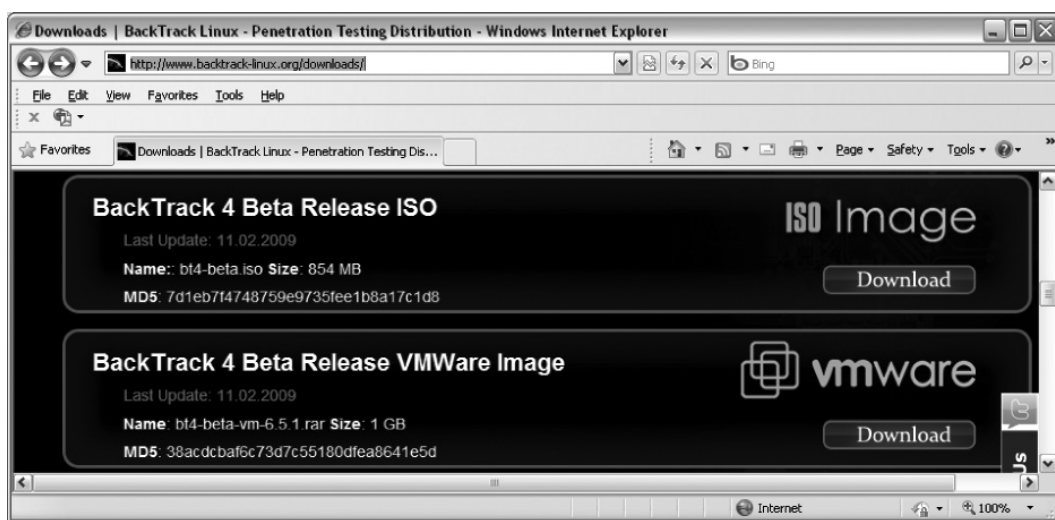 Downloads | BackTrack Linux - Penetration Testing Distribution - Windows Internet Explorer
http://www.backtrack-linux.org/downloads/
Bing
File Edit View Favorites Tools Help
Favorites
Downloads | BackTrack Linux - Penetration Testing Dis...
Page Safety Tools
BackTrack 4 Beta Release ISO
ISO Image
Last Update: 11.02.2009
Name:: bt4-beta.iso Size: 854 MB
Download
MD5: 7d1eb7f4748759e9735fee1b8a17c1d8
BackTrack 4 Beta Release VMWare Image
vmware
Last Update: 11.02.2009
Name: bt4-beta-vm-6.5.1.rar Size: 1 GB
Download
MD5: 38acdcbaf6c73d7c55180dfea8641e5d
Us
Internet
100%